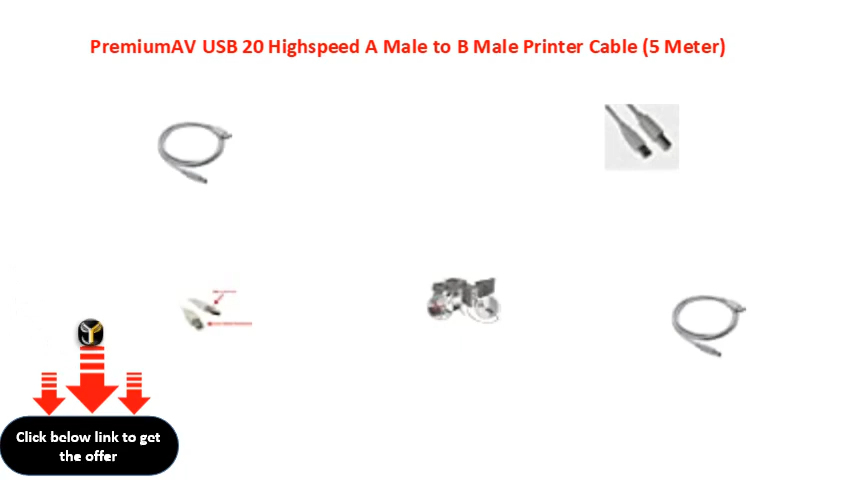 PremiumAV USB 20 Highspeed A Male to B Male Printer Cable (5 Meter)
Click below link to get
the offer